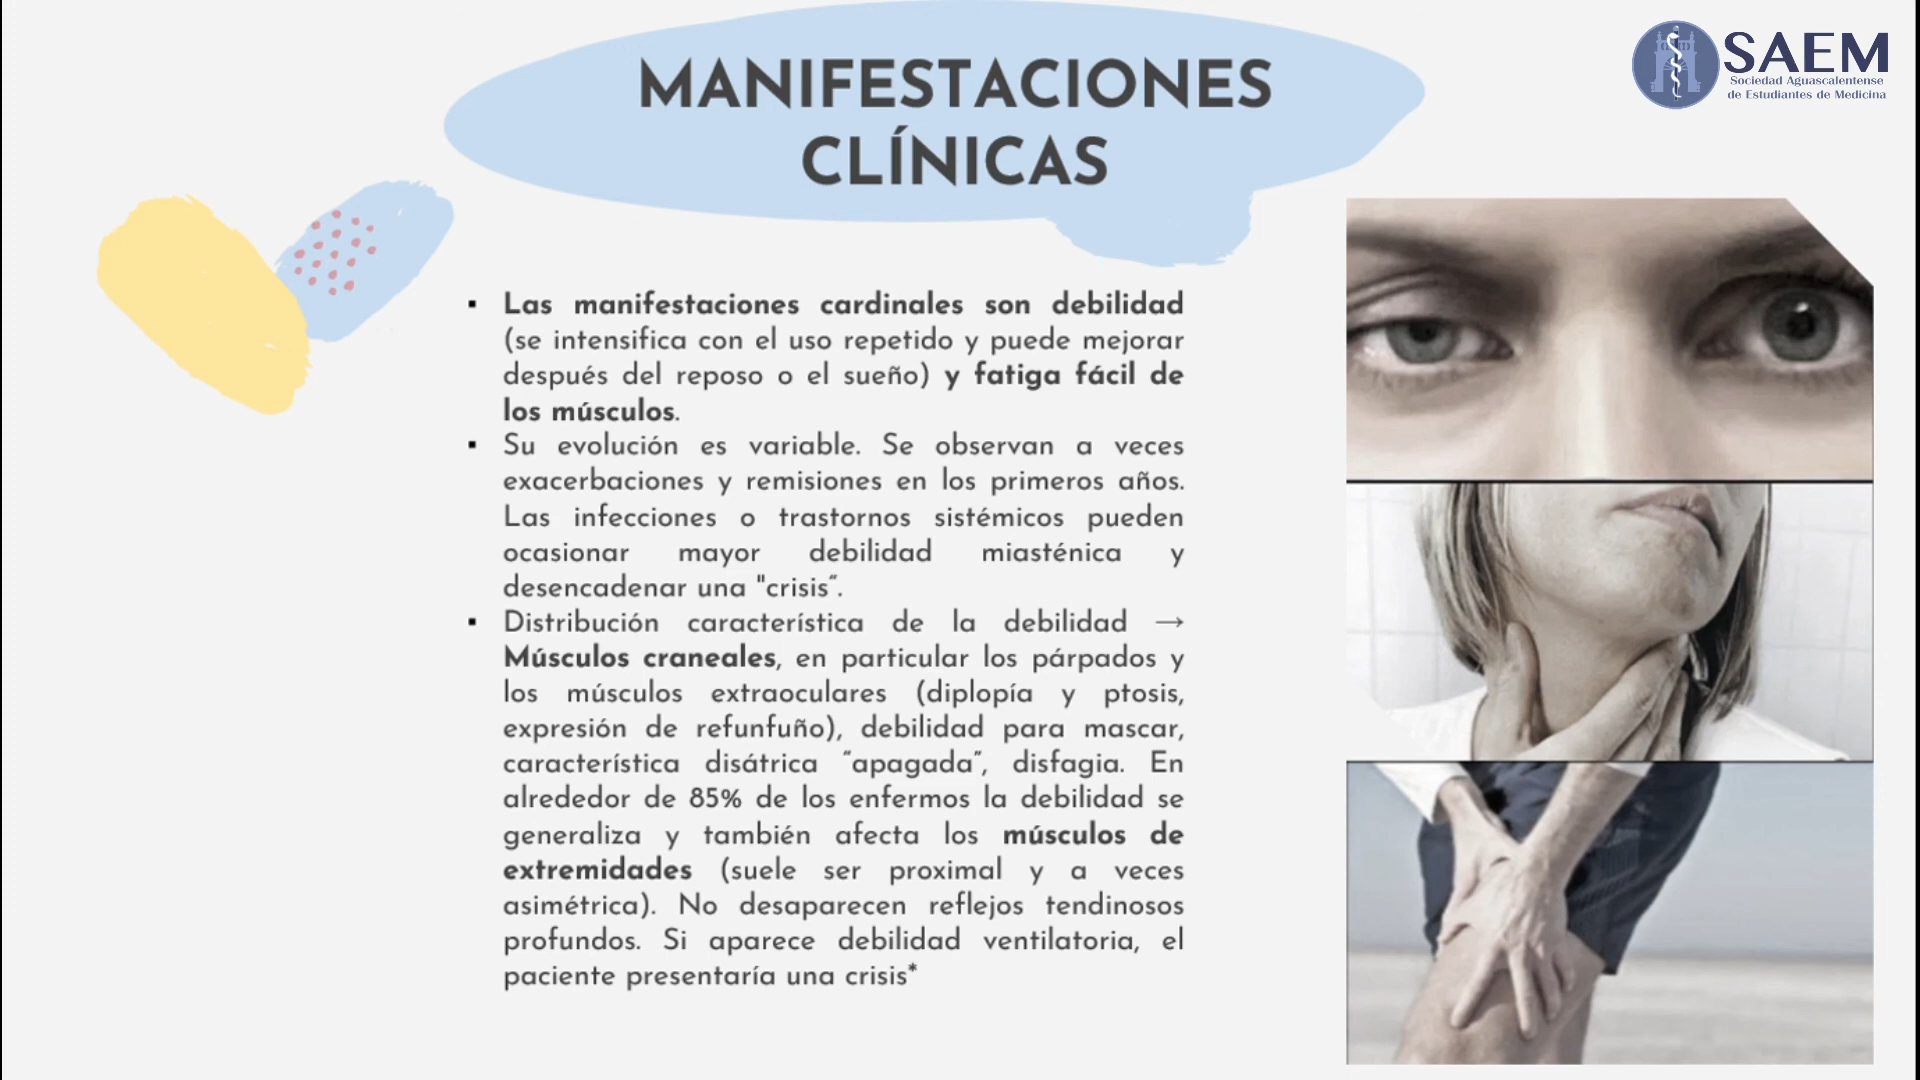 MANIFESTACIONES
CLÍNICAS
SAEM
Sociedad Aguascalentense
de Estudiantes de Medicina
▪ Las manifestaciones cardinales son debilidad
(se intensifica con el uso repetido y puede mejorar
después del reposo o el sueño) y fatiga fácil de
los músculos.
▪ Su evolución es variable. Se observan a veces
exacerbaciones y remisiones en los primeros años.
Las infecciones o trastornos sistémicos pueden
ocasionar mayor debilidad miasténica y
desencadenar una "crisis“.
▪ Distribución característica de la debilidad →
Músculos craneales, en particular los párpados y
los músculos extraoculares (diplopía y ptosis,
expresión de refunfuño), debilidad para mascar,
característica disátrica “apagada”, disfagia. En
alrededor de 85% de los enfermos la debilidad se
generaliza y también afecta los músculos de
extremidades (suele ser proximal y a veces
asimétrica). No desaparecen reflejos tendinosos
profundos. Si aparece debilidad ventilatoria, el
paciente presentaría una crisis*